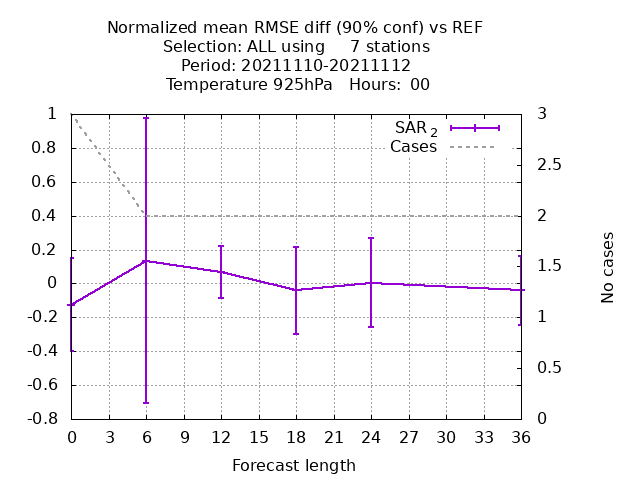 Normalized mean RMSE diff (90% conf) vs REF
Selection: ALL using     7 stations
Period: 20211110-20211112
Temperature 925hPa   Hours:  00
1
0.8
0.6
0.4
0.2
0
-0.2
-0.4
-0.6
-0.8
SAR 2
Cases
3
2.5
2
1.5
1
0.5
0
No cases
0 3 6 9 12 15 18 21 24 27 30 33 36
Forecast length